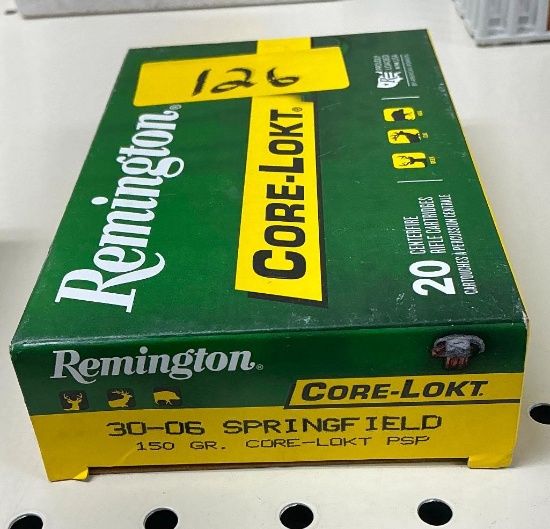 126
Remington®
CORE-LOKT®
20 CENTERFIRE
RIFLE CARTRIDGES
CARTOUCHES À PERCUSSION CENTRALE
Remington®
CORE-LOKT
30-06 SPRINGFIELD
150 GR. CORE-LOKT PSP